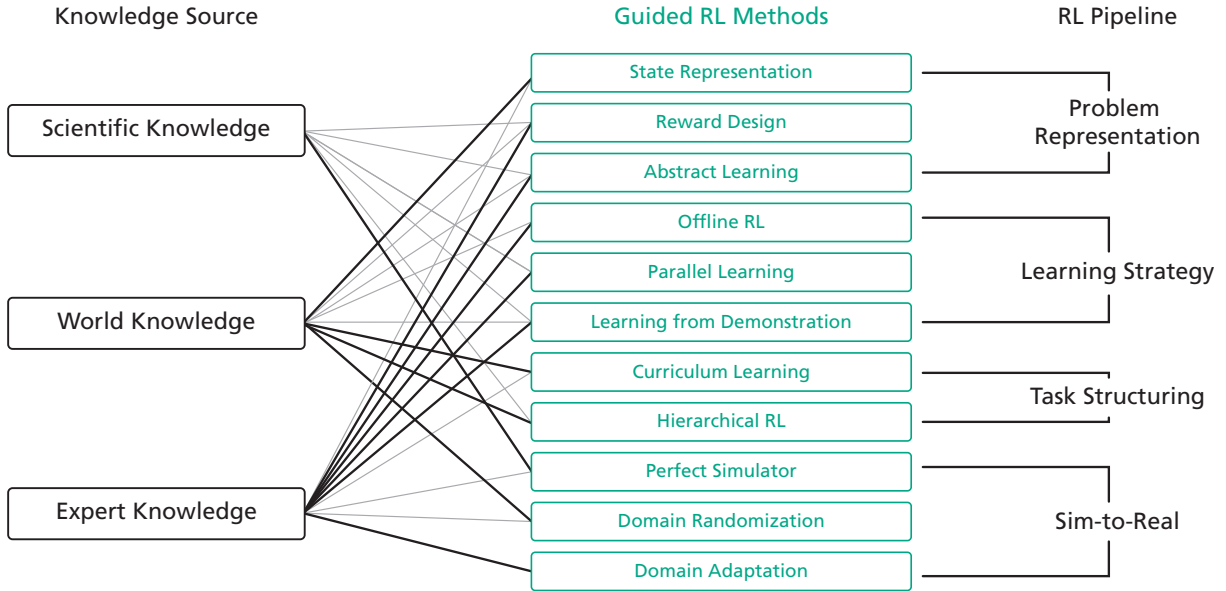 Knowledge Source
Guided RL Methods
RL Pipeline
Scientific Knowledge
World Knowledge
Expert Knowledge
State Representation
Reward Design
Abstract Learning
Offline RL
Parallel Learning
Learning from Demonstration
Curriculum Learning
Hierarchical RL
Perfect Simulator
Domain Randomization
Domain Adaptation
Problem
Representation
Learning Strategy
Task Structuring
Sim-to-Real